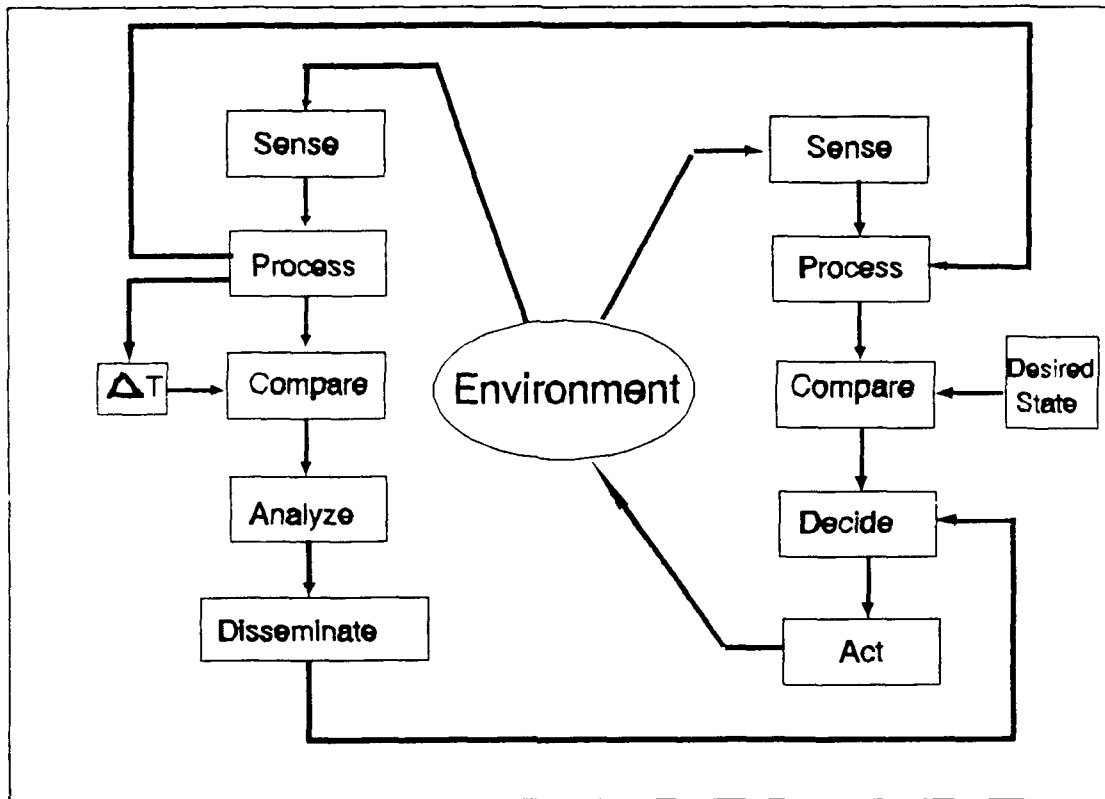 Sense
Process
ΔT
Compare
Analyze
Disseminate
Environment
Sense
Process
Compare
Desired
State
Decide
Act